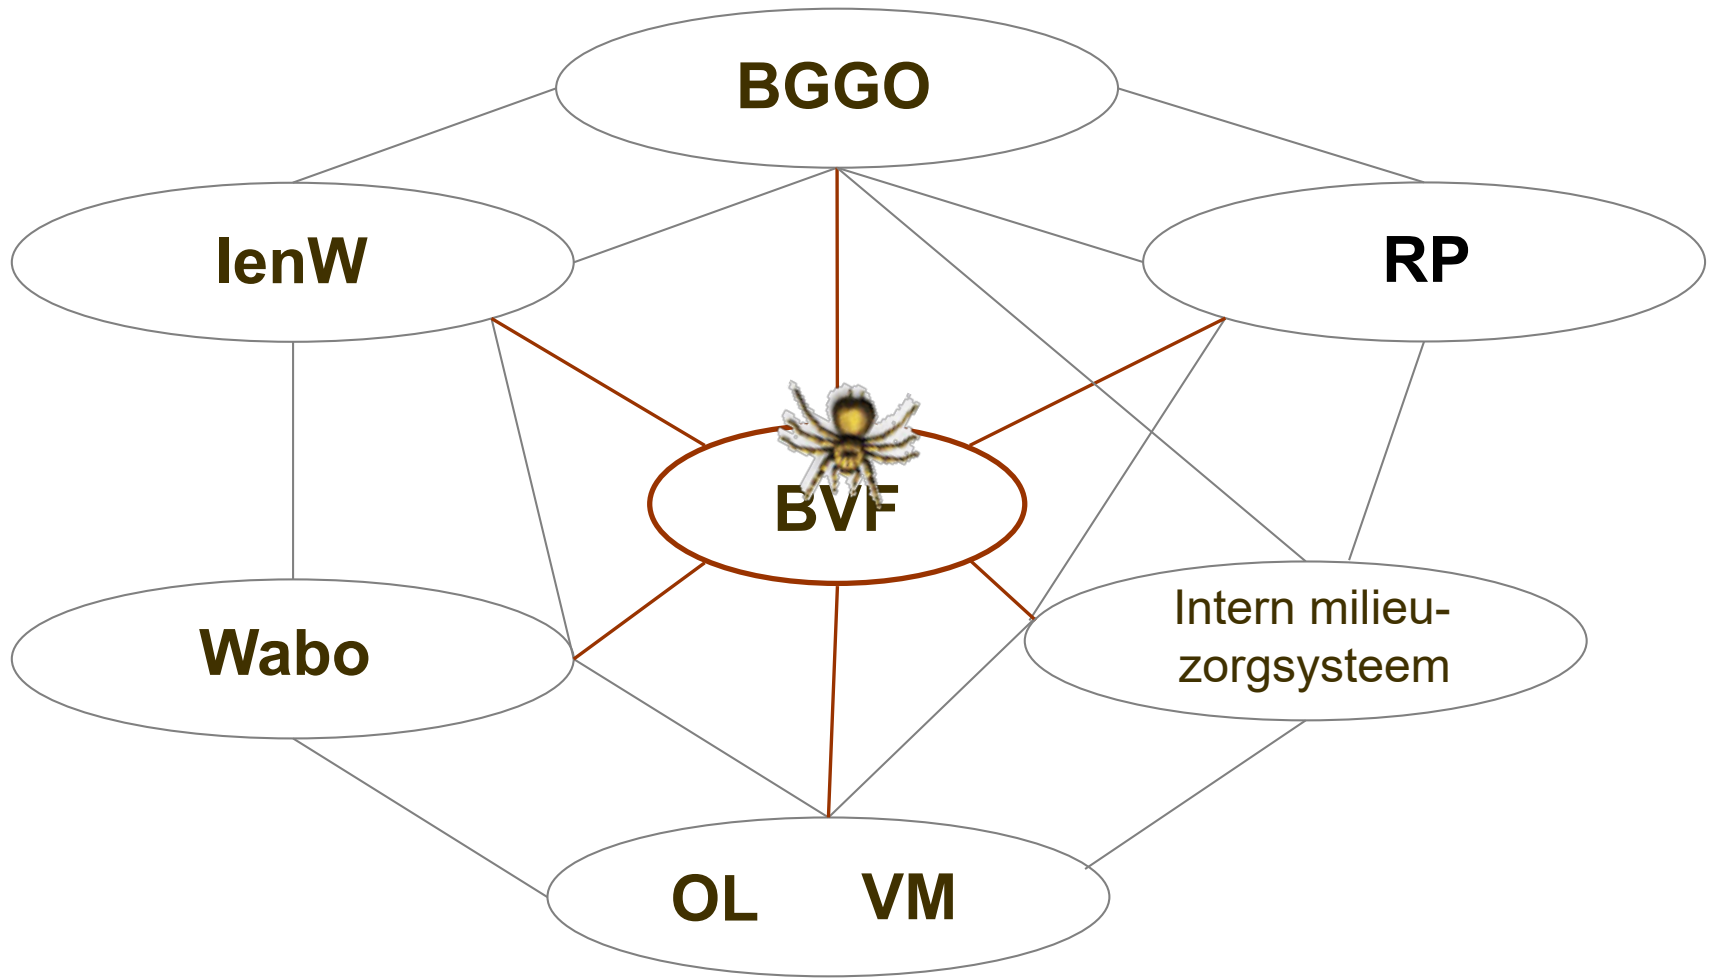 BGGO
IenW
RP
BVF
Intern milieu-
zorgsysteem
Wabo
OL VM